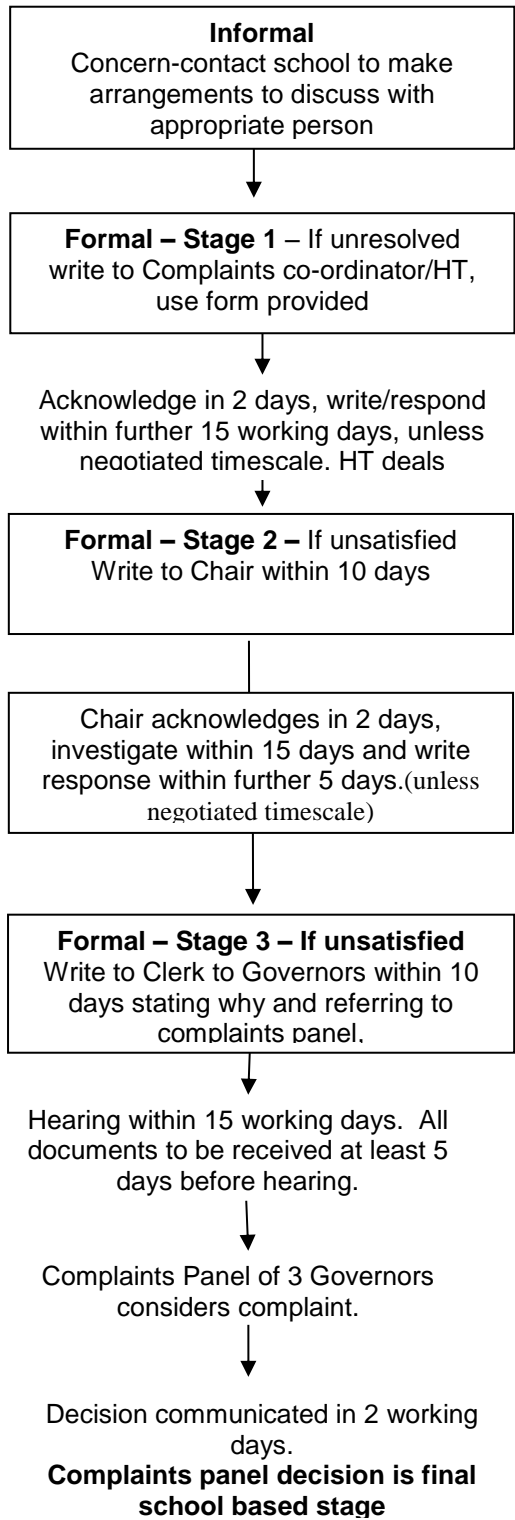 Informal
Concern-contact school to make
arrangements to discuss with
appropriate person
Formal – Stage 1 – If unresolved
write to Complaints co-ordinator/HT,
use form provided
Acknowledge in 2 days, write/respond
within further 15 working days, unless
negotiated timescale. HT deals
Formal – Stage 2 – If unsatisfied
Write to Chair within 10 days
Chair acknowledges in 2 days,
investigate within 15 days and write
response within further 5 days.(unless
negotiated timescale)
Formal – Stage 3 – If unsatisfied
Write to Clerk to Governors within 10
days stating why and referring to
complaints panel,
Hearing within 15 working days.  All
documents to be received at least 5
days before hearing.
Complaints Panel of 3 Governors
considers complaint.
Decision communicated in 2 working
days.
Complaints panel decision is final
school based stage